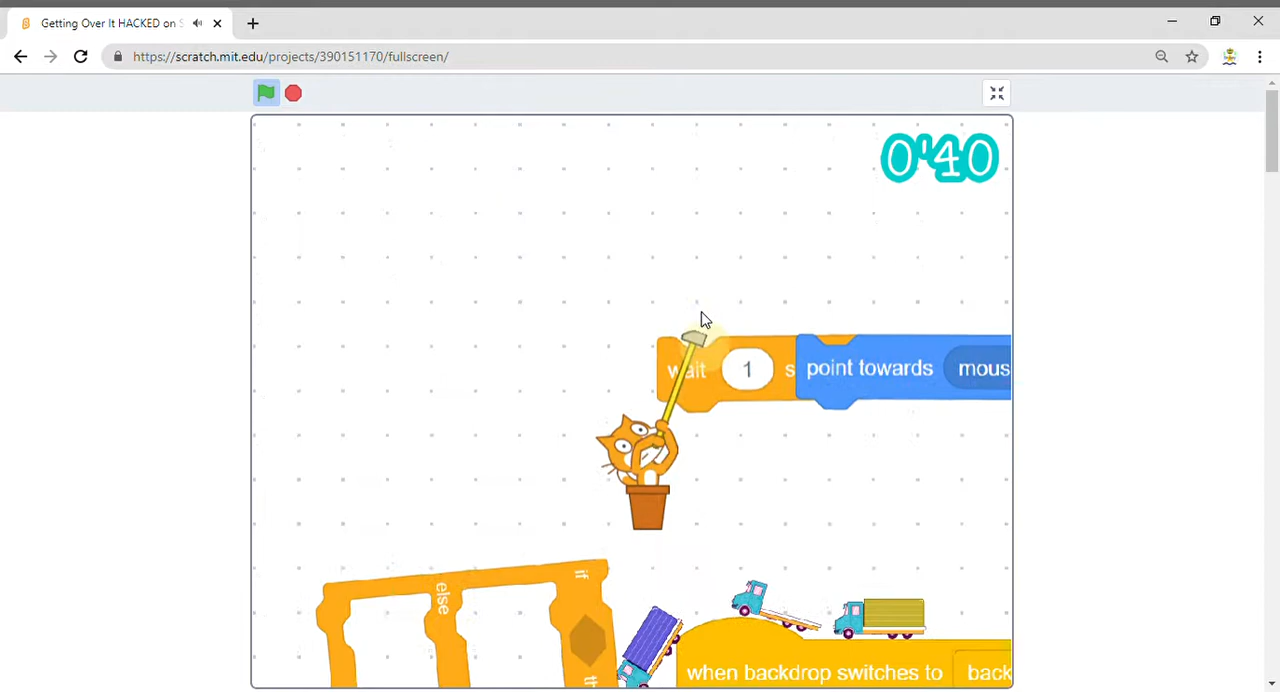 Getting Over It HACKED on S
https://scratch.mit.edu/projects/390151170/fullscreen/
0'40
wait 1 s point towards mous
if
else
th
when backdrop switches to back